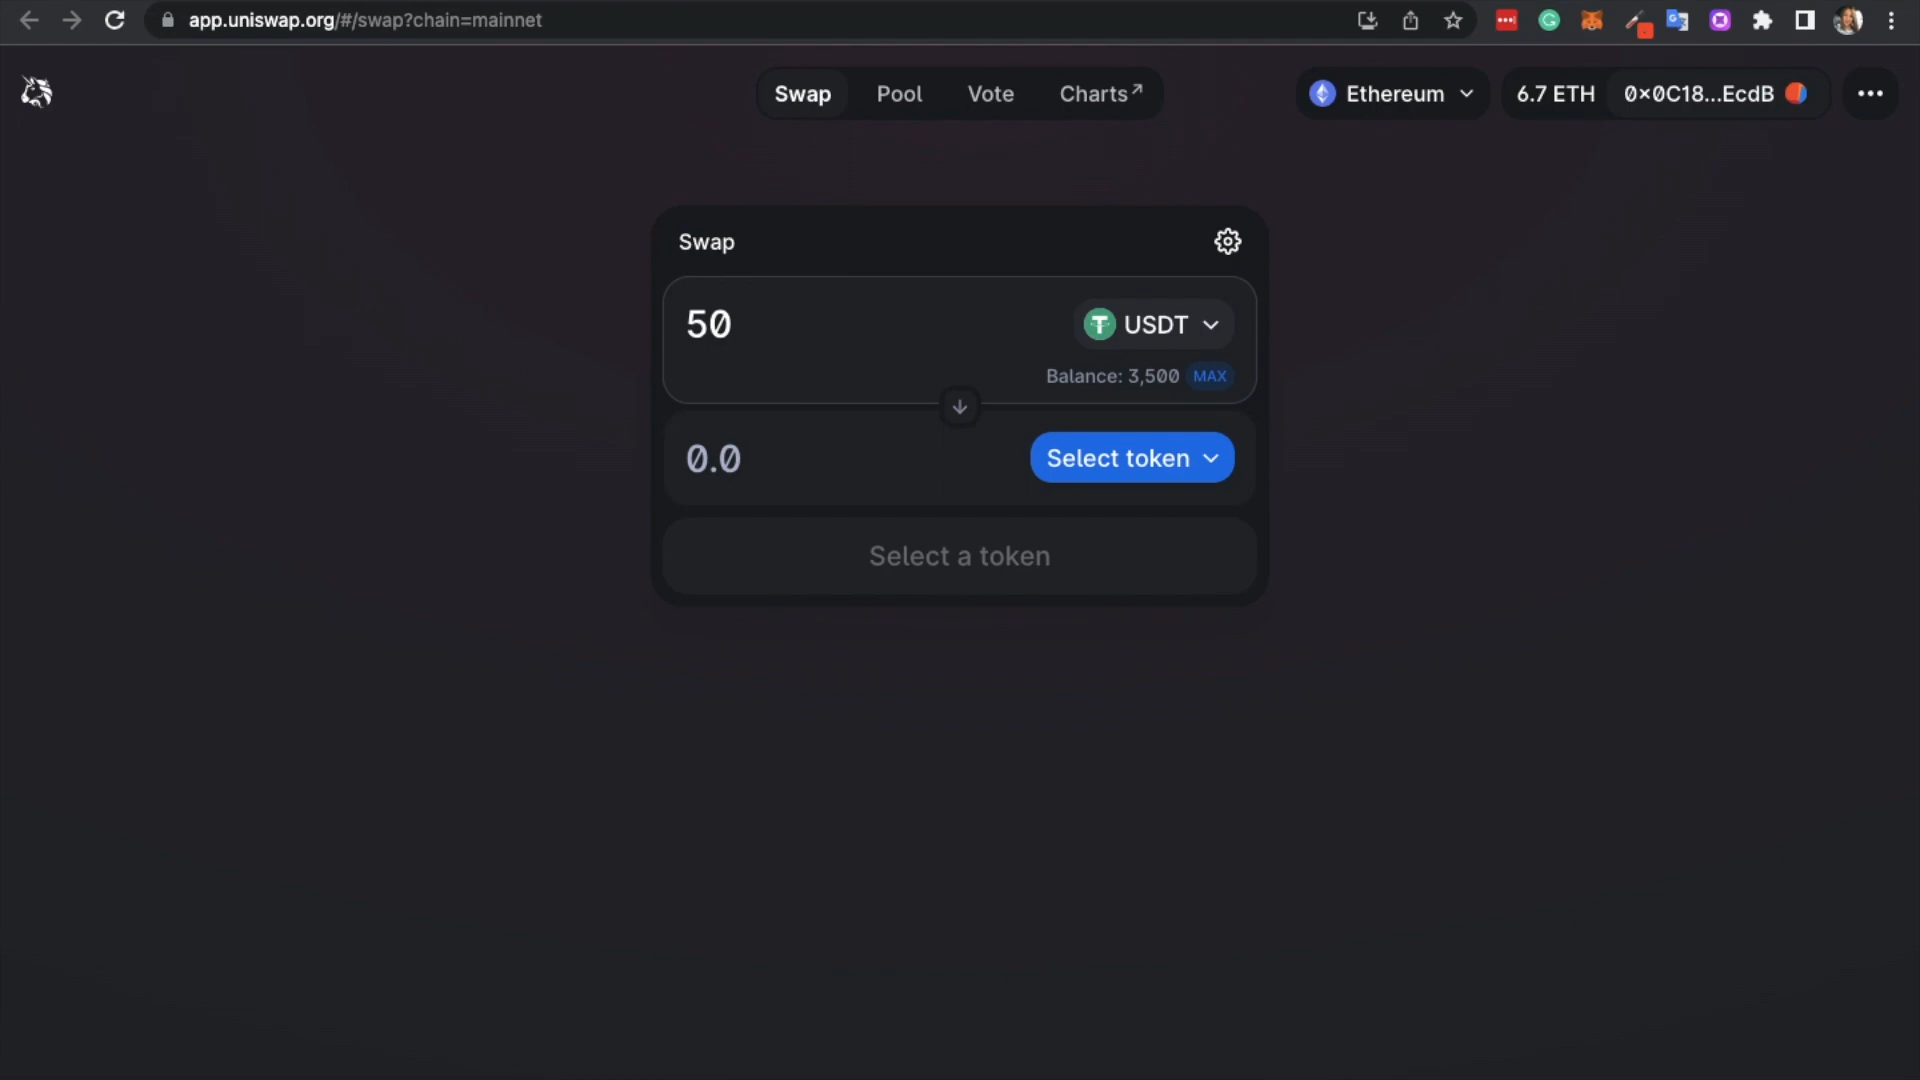 app.uniswap.org/#/swap?chain=mainnet
Swap Pool Vote Charts↗ Ethereum 6.7 ETH 0x0C18...EcdB
Swap
50 USDT
Balance: 3,500 MAX
0.0 Select token
Select a token